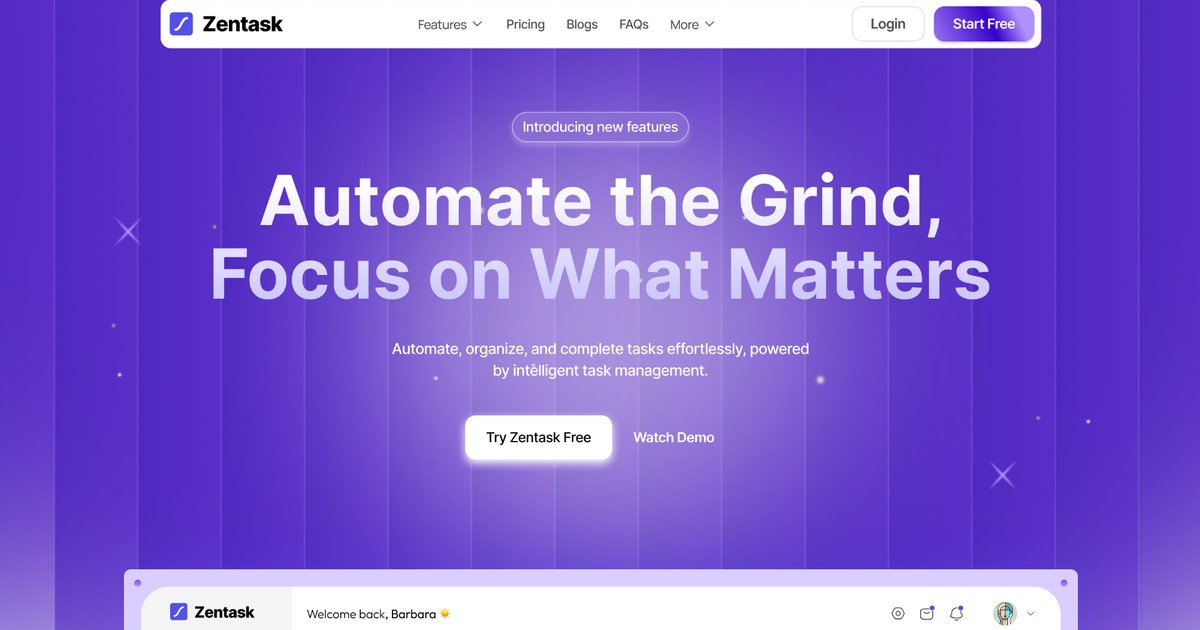 Zentask
Features
Pricing
Blogs
FAQs
More
Login
Start Free
Introducing new features
Automate the Grind,
Focus on What Matters
Automate, organize, and complete tasks effortlessly, powered
by intelligent task management.
Try Zentask Free
Watch Demo
Zentask
Welcome back, Barbara ☀️